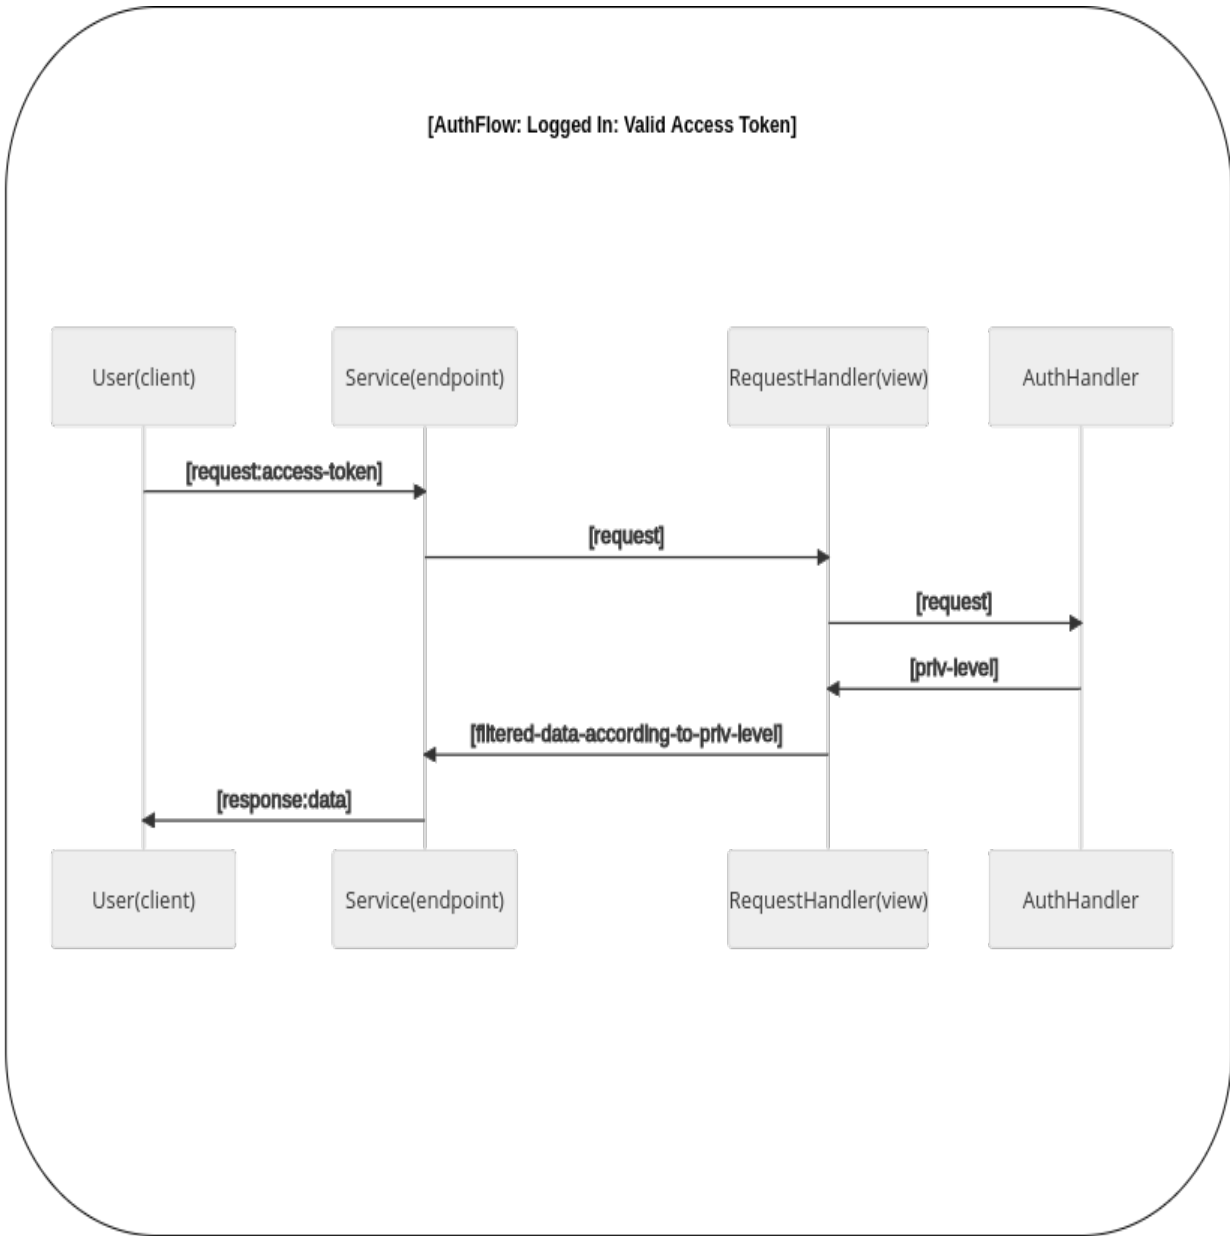 [AuthFlow: Logged In: Valid Access Token]
User(client) Service(endpoint) RequestHandler(view) AuthHandler
[request:access-token]
[request]
[request]
[priv-level]
[filtered-data-according-to-priv-level]
[response:data]
User(client) Service(endpoint) RequestHandler(view) AuthHandler